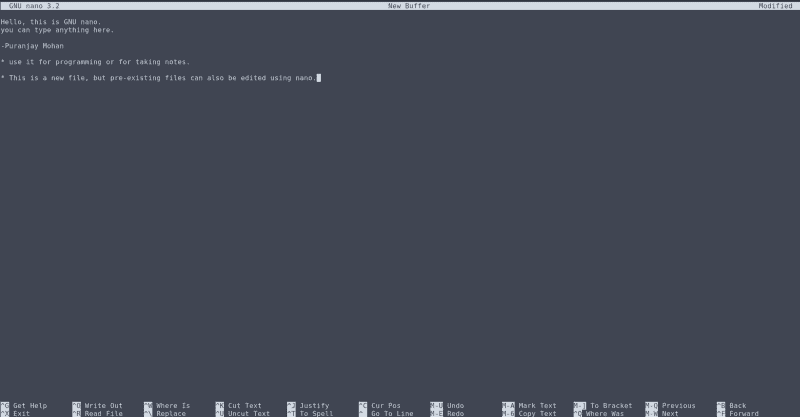 GNU nano 3.2 New Buffer Modified
Hello, this is GNU nano.
you can type anything here.
-Puranjay Mohan
* use it for programming or for taking notes.
* This is a new file, but pre-existing files can also be edited using nano.
^G Get Help ^O Write Out ^W Where Is ^K Cut Text ^J Justify ^C Cur Pos M-U Undo M-A Mark Text M-] To Bracket M-Q Previous ^B Back
^X Exit ^R Read File ^\ Replace ^U Uncut Text ^T To Spell ^_ Go To Line M-E Redo M-6 Copy Text ^Q Where Was M-W Next ^F Forward